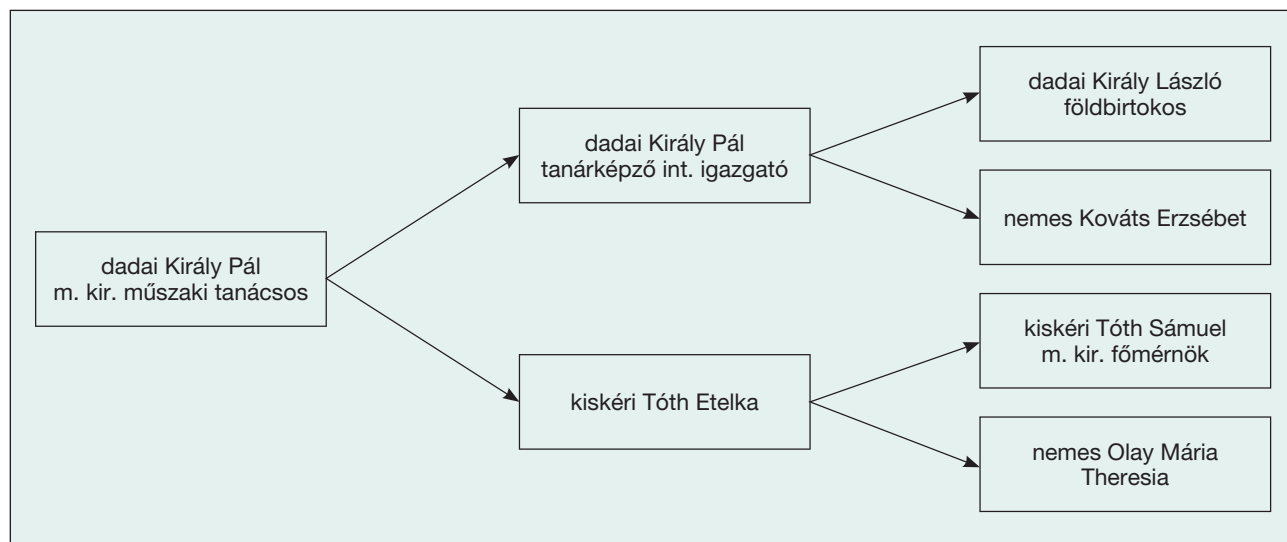 dadai Király Pál
m. kir. műszaki tanácsos
dadai Király Pál
tanárképző int. igazgató
kiskéri Tóth Etelka
dadai Király László
földbirtokos
nemes Kováts Erzsébet
kiskéri Tóth Sámuel
m. kir. főmérnök
nemes Olay Mária
Theresia